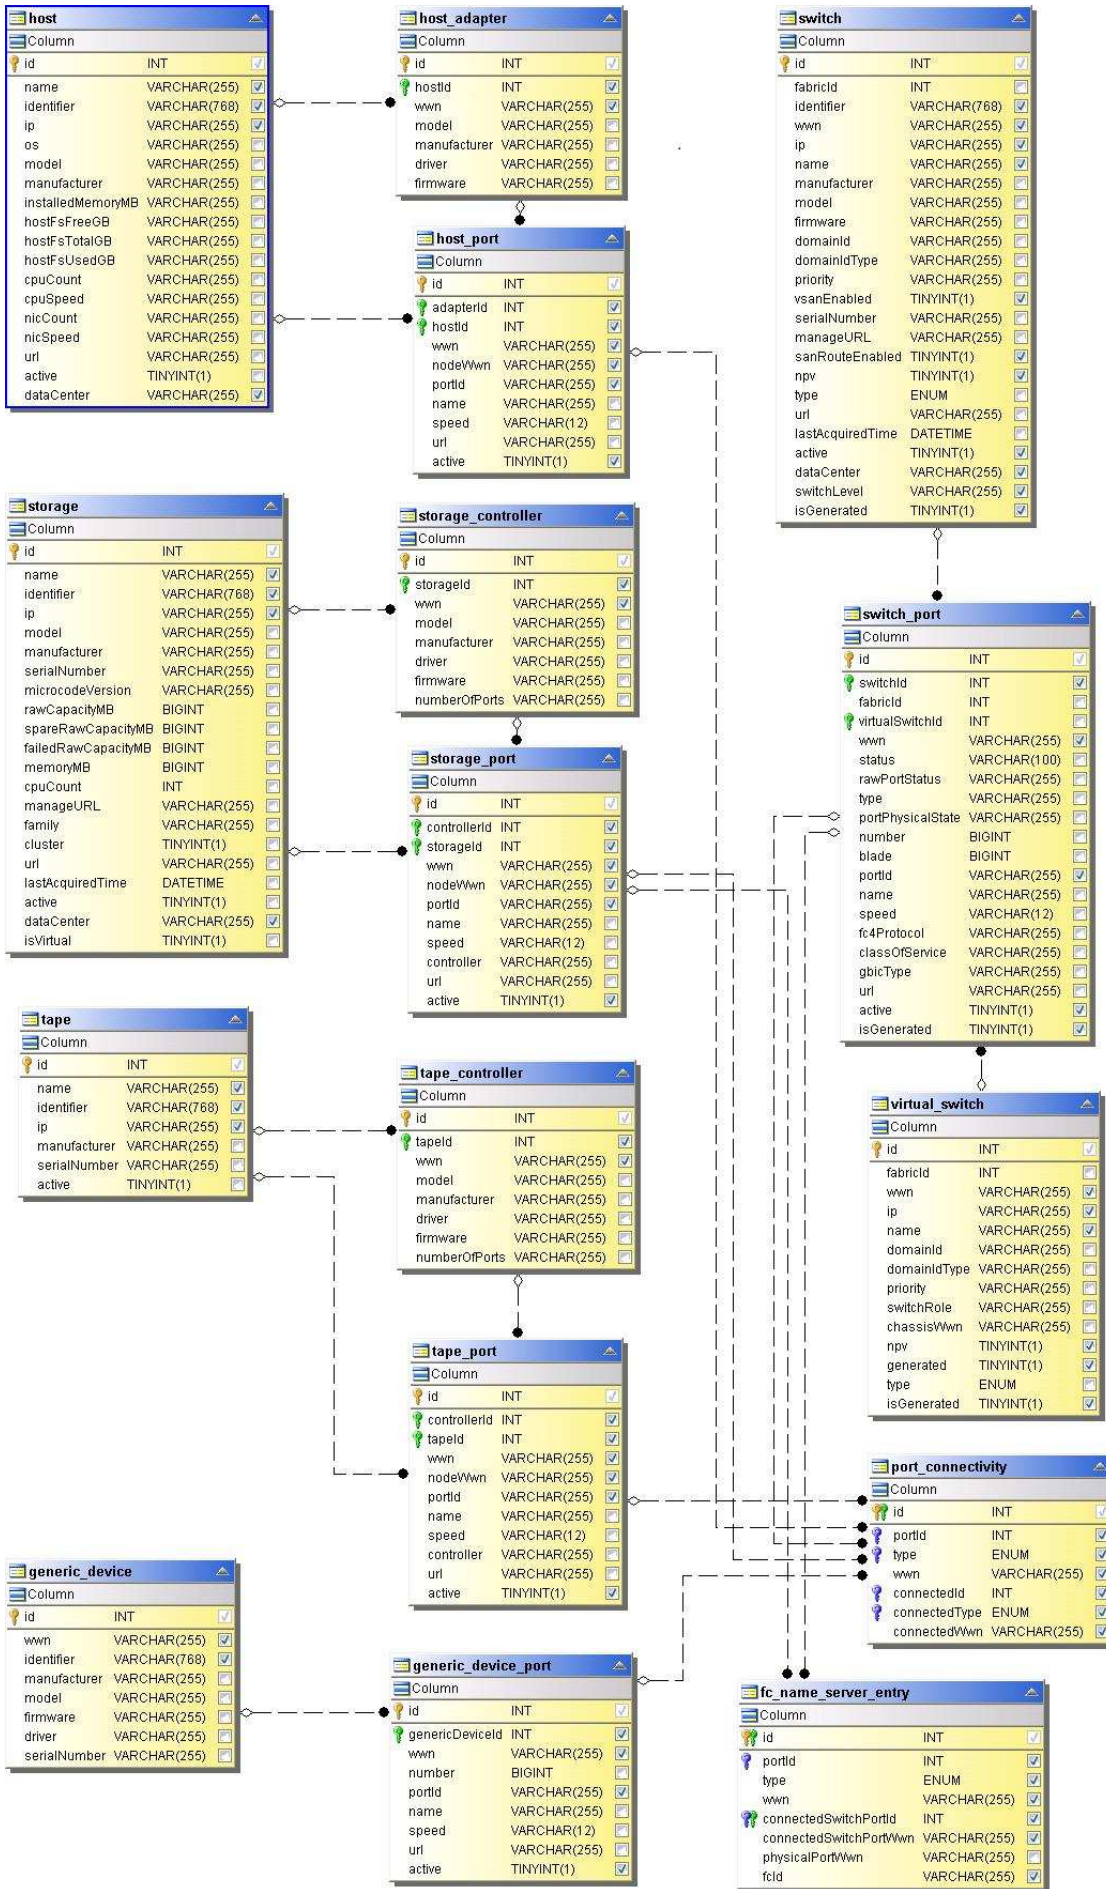 host
Column
id INT
name VARCHAR(255)
identifier VARCHAR(768)
ip VARCHAR(255)
os VARCHAR(255)
model VARCHAR(255)
manufacturer VARCHAR(255)
installedMemoryMB VARCHAR(255)
hostFsFreeGB VARCHAR(255)
hostFsTotalGB VARCHAR(255)
hostFsUsedGB VARCHAR(255)
cpuCount VARCHAR(255)
cpuSpeed VARCHAR(255)
nicCount VARCHAR(255)
nicSpeed VARCHAR(255)
url VARCHAR(255)
active TINYINT(1)
dataCenter VARCHAR(255)
host_adapter
Column
id INT
hostId INT
wwn VARCHAR(255)
model VARCHAR(255)
manufacturer VARCHAR(255)
driver VARCHAR(255)
firmware VARCHAR(255)
host_port
Column
id INT
adapterId INT
hostId INT
wwn VARCHAR(255)
nodeWwn VARCHAR(255)
portId VARCHAR(255)
name VARCHAR(255)
speed VARCHAR(12)
url VARCHAR(255)
active TINYINT(1)
switch
Column
id INT
fabricId INT
identifier VARCHAR(768)
wwn VARCHAR(255)
ip VARCHAR(255)
name VARCHAR(255)
manufacturer VARCHAR(255)
model VARCHAR(255)
firmware VARCHAR(255)
domainId VARCHAR(255)
domainIdType VARCHAR(255)
priority VARCHAR(255)
vsanEnabled TINYINT(1)
serialNumber VARCHAR(255)
manageURL VARCHAR(255)
sanRouteEnabled TINYINT(1)
npv TINYINT(1)
type ENUM
url VARCHAR(255)
lastAcquiredTime DATETIME
active TINYINT(1)
dataCenter VARCHAR(255)
switchLevel VARCHAR(255)
isGenerated TINYINT(1)
storage
Column
id INT
name VARCHAR(255)
identifier VARCHAR(768)
ip VARCHAR(255)
model VARCHAR(255)
manufacturer VARCHAR(255)
serialNumber VARCHAR(255)
microcodeVersion VARCHAR(255)
rawCapacityMB BIGINT
spareRawCapacityMB BIGINT
failedRawCapacityMB BIGINT
memoryMB BIGINT
cpuCount INT
manageURL VARCHAR(255)
family VARCHAR(255)
cluster TINYINT(1)
url VARCHAR(255)
lastAcquiredTime DATETIME
active TINYINT(1)
dataCenter VARCHAR(255)
isVirtual TINYINT(1)
storage_controller
Column
id INT
storageId INT
wwn VARCHAR(255)
model VARCHAR(255)
manufacturer VARCHAR(255)
driver VARCHAR(255)
firmware VARCHAR(255)
numberOfPorts VARCHAR(255)
storage_port
Column
id INT
controllerId INT
storageId INT
wwn VARCHAR(255)
nodeWwn VARCHAR(255)
portId VARCHAR(255)
name VARCHAR(255)
speed VARCHAR(12)
controller VARCHAR(255)
url VARCHAR(255)
active TINYINT(1)
switch_port
Column
id INT
switchId INT
fabricId INT
virtualSwitchId INT
wwn VARCHAR(255)
status VARCHAR(100)
rawPortStatus VARCHAR(255)
type VARCHAR(255)
portPhysicalState VARCHAR(255)
number BIGINT
blade BIGINT
portId VARCHAR(255)
name VARCHAR(255)
speed VARCHAR(12)
fc4Protocol VARCHAR(255)
classOfService VARCHAR(255)
gbicType VARCHAR(255)
url VARCHAR(255)
active TINYINT(1)
isGenerated TINYINT(1)
tape
Column
id INT
name VARCHAR(255)
identifier VARCHAR(768)
ip VARCHAR(255)
manufacturer VARCHAR(255)
serialNumber VARCHAR(255)
active TINYINT(1)
tape_controller
Column
id INT
tapeId INT
wwn VARCHAR(255)
model VARCHAR(255)
manufacturer VARCHAR(255)
driver VARCHAR(255)
firmware VARCHAR(255)
numberOfPorts VARCHAR(255)
virtual_switch
Column
id INT
fabricId INT
wwn VARCHAR(255)
ip VARCHAR(255)
name VARCHAR(255)
domainId VARCHAR(255)
domainIdType VARCHAR(255)
priority VARCHAR(255)
switchRole VARCHAR(255)
chassisWwn VARCHAR(255)
npv TINYINT(1)
generated TINYINT(1)
type ENUM
isGenerated TINYINT(1)
tape_port
Column
id INT
controllerId INT
tapeId INT
wwn VARCHAR(255)
nodeWwn VARCHAR(255)
portId VARCHAR(255)
name VARCHAR(255)
speed VARCHAR(12)
controller VARCHAR(255)
url VARCHAR(255)
active TINYINT(1)
port_connectivity
Column
id INT
portId INT
type ENUM
wwn VARCHAR(255)
connectedId INT
connectedType ENUM
connectedWwn VARCHAR(255)
generic_device
Column
id INT
wwn VARCHAR(255)
identifier VARCHAR(768)
manufacturer VARCHAR(255)
model VARCHAR(255)
firmware VARCHAR(255)
driver VARCHAR(255)
serialNumber VARCHAR(255)
generic_device_port
Column
id INT
genericDeviceId INT
wwn VARCHAR(255)
number BIGINT
portId VARCHAR(255)
name VARCHAR(255)
speed VARCHAR(12)
url VARCHAR(255)
active TINYINT(1)
fc_name_server_entry
Column
id INT
portId INT
type ENUM
wwn VARCHAR(255)
connectedSwitchPortId INT
connectedSwitchPortWwn VARCHAR(255)
physicalPortWwn VARCHAR(255)
fcId VARCHAR(255)